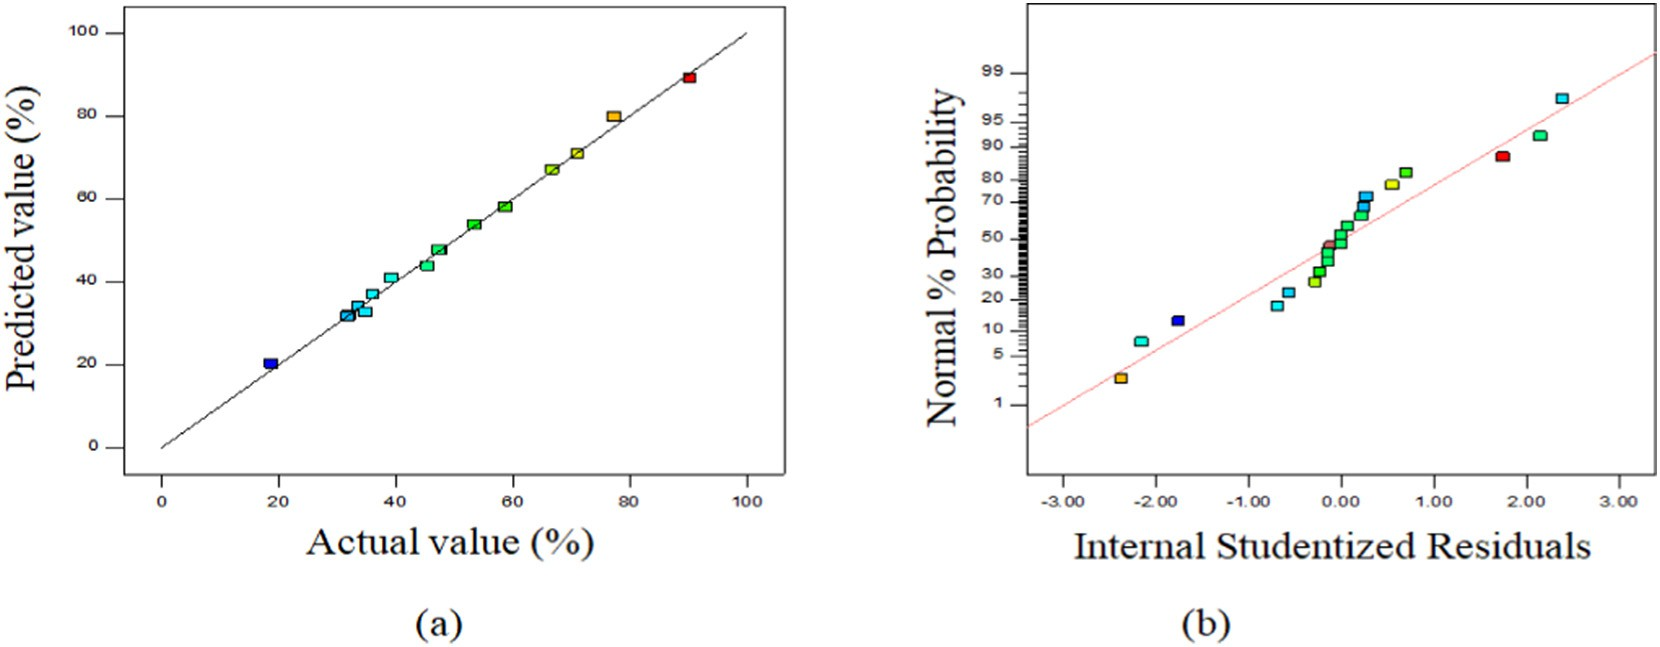 100
80
60
40
20
0
0 20 40 60 80 100
Predicted value (%)
Actual value (%)
(a)
99
95
90
80
70
50
30
20
10
5
1
-3.00 -2.00 -1.00 0.00 1.00 2.00 3.00
Normal % Probability
Internal Studentized Residuals
(b)